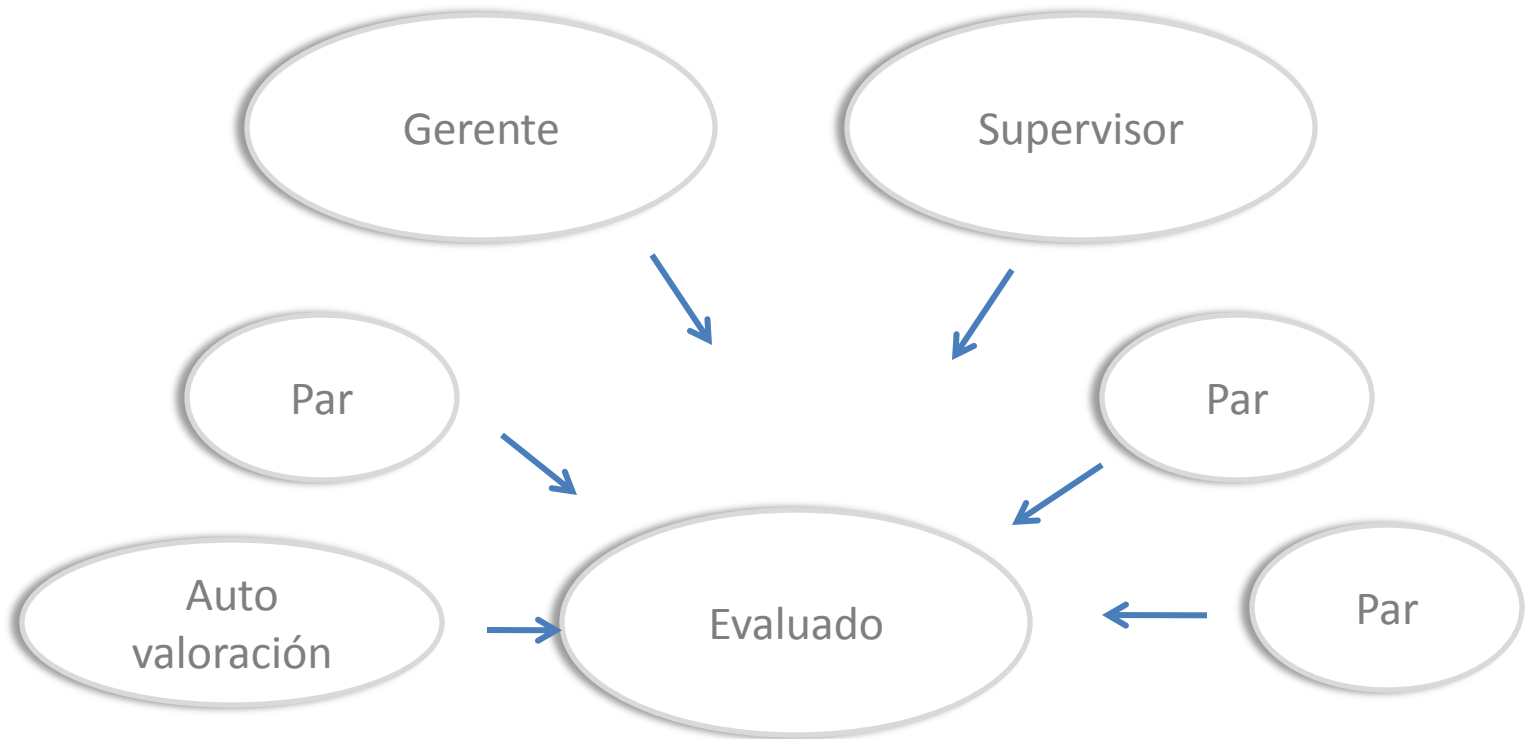 Gerente
Supervisor
Par
Par
Auto
valoración
Evaluado
Par